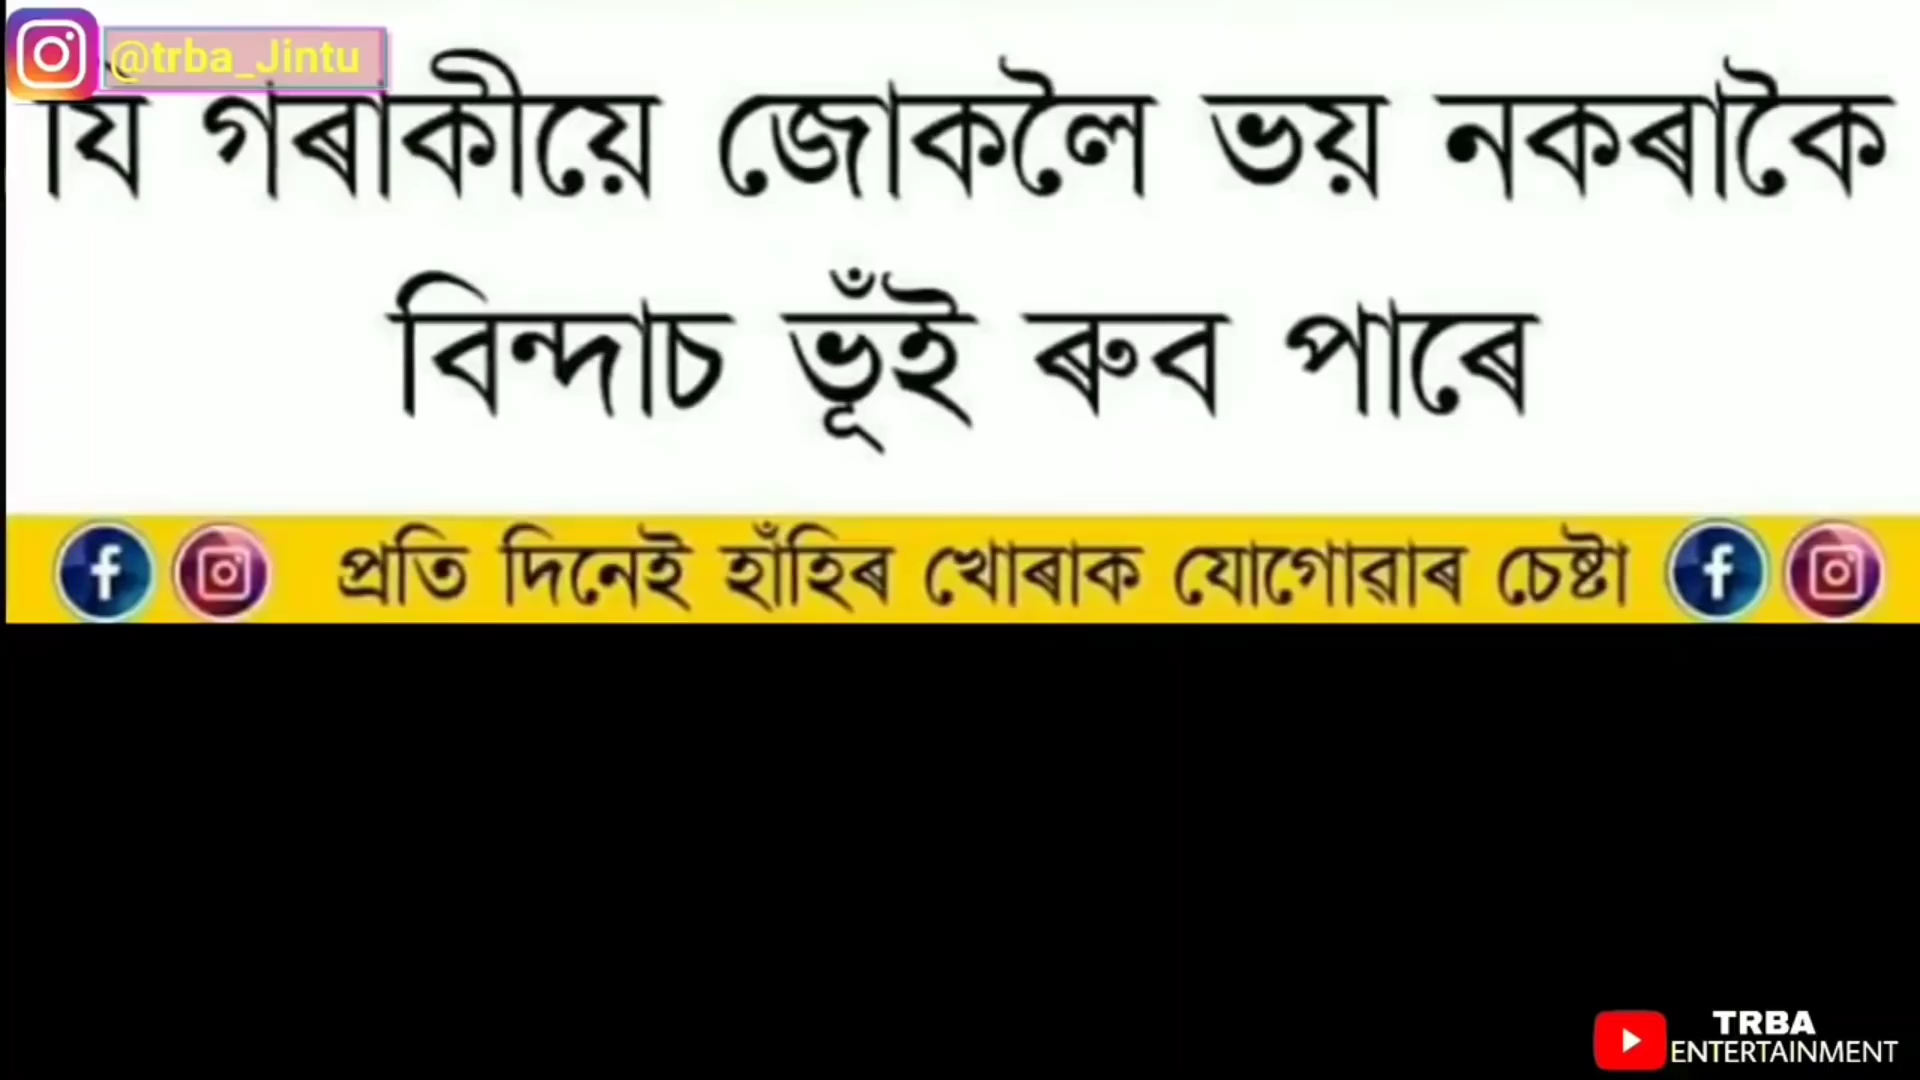 @trba_Jintu
যি গৰাকীয়ে জোকলৈ ভয় নকৰাকৈ
বিন্দাচ ভূঁই ৰুব পাৰে
প্ৰতি দিনেই হাঁহিৰ খোৰাক যোগোৱাৰ চেষ্টা
TRBA
ENTERTAINMENT